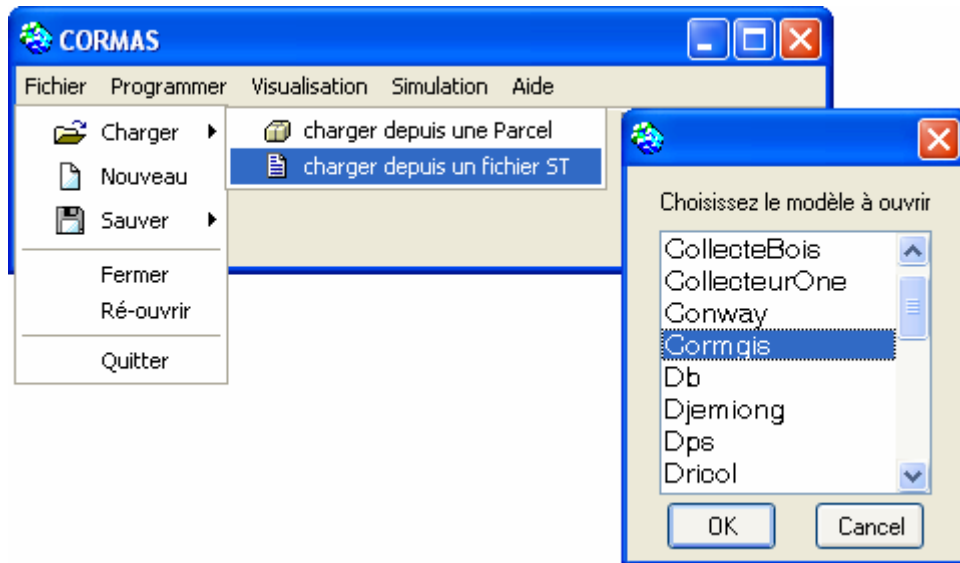 CORMAS
Fichier Programmer Visualisation Simulation Aide
Charger
Nouveau
Sauver
Fermer
Ré-ouvrir
Quitter
charger depuis une Parcel
charger depuis un fichier ST
Choisissez le modèle à ouvrir
CollecteBois
CollecteurOne
Conway
Cormgis
Db
Djemiong
Dps
Dricol
OK Cancel